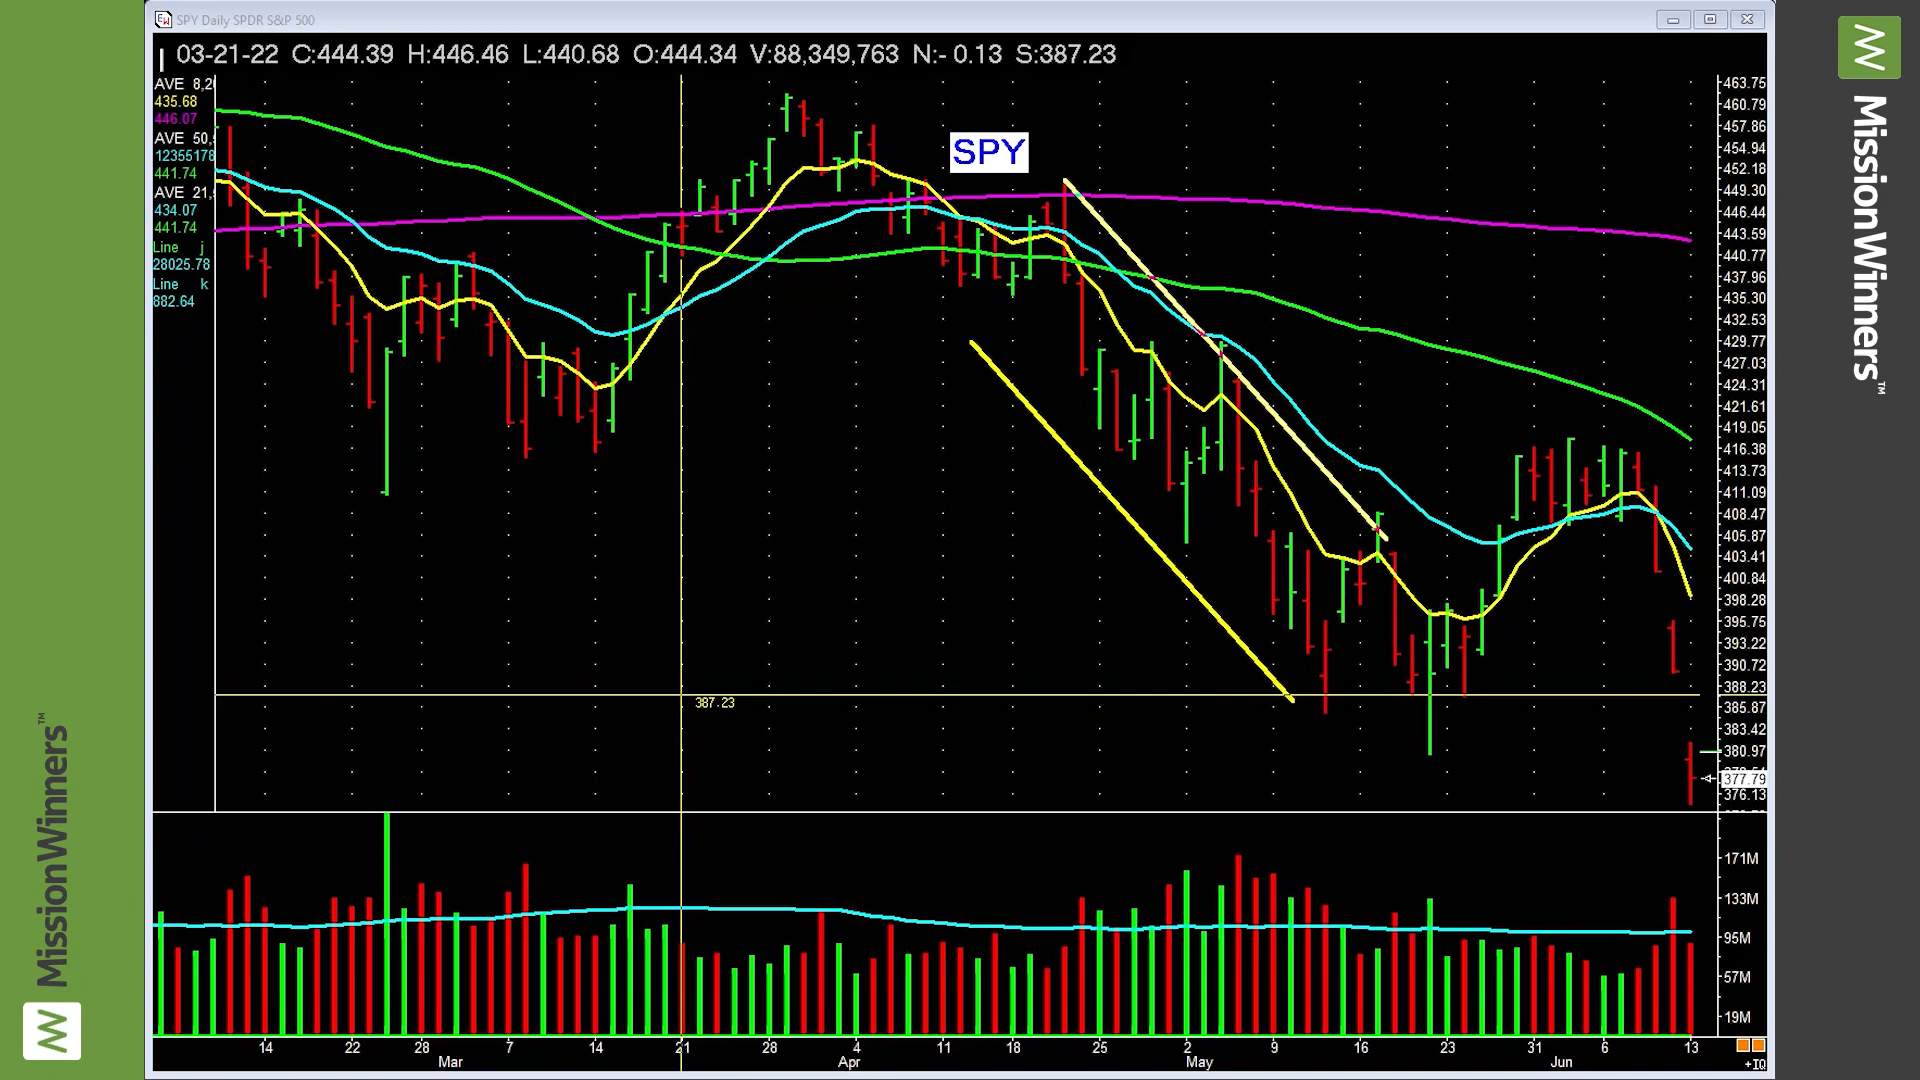 SPY Daily SPDR S&P 500
03-21-22 C:444.39 H:446.46 L:440.68 O:444.34 V:88,349,763 N:- 0.13 S:387.23
AVE 8,2
435.68
446.07
AVE 50,
12355178
441.74
AVE 21,
434.07
441.74
Line j
28025.78
Line k
882.64
SPY
387.23
463.75
460.79
457.86
454.94
452.18
449.30
446.44
443.59
440.77
437.96
435.30
432.53
429.77
427.03
424.31
421.61
419.05
416.38
413.73
411.09
408.47
405.87
403.41
400.84
398.28
395.75
393.22
390.72
388.23
385.87
383.42
380.97
377.79
376.13
171M
133M
95M
57M
19M
14 22 28 7 14 21 28 4 11 18 25 2 9 16 23 31 6 13
Mar Apr May Jun
+IQ
MissionWinners™
MissionWinners™